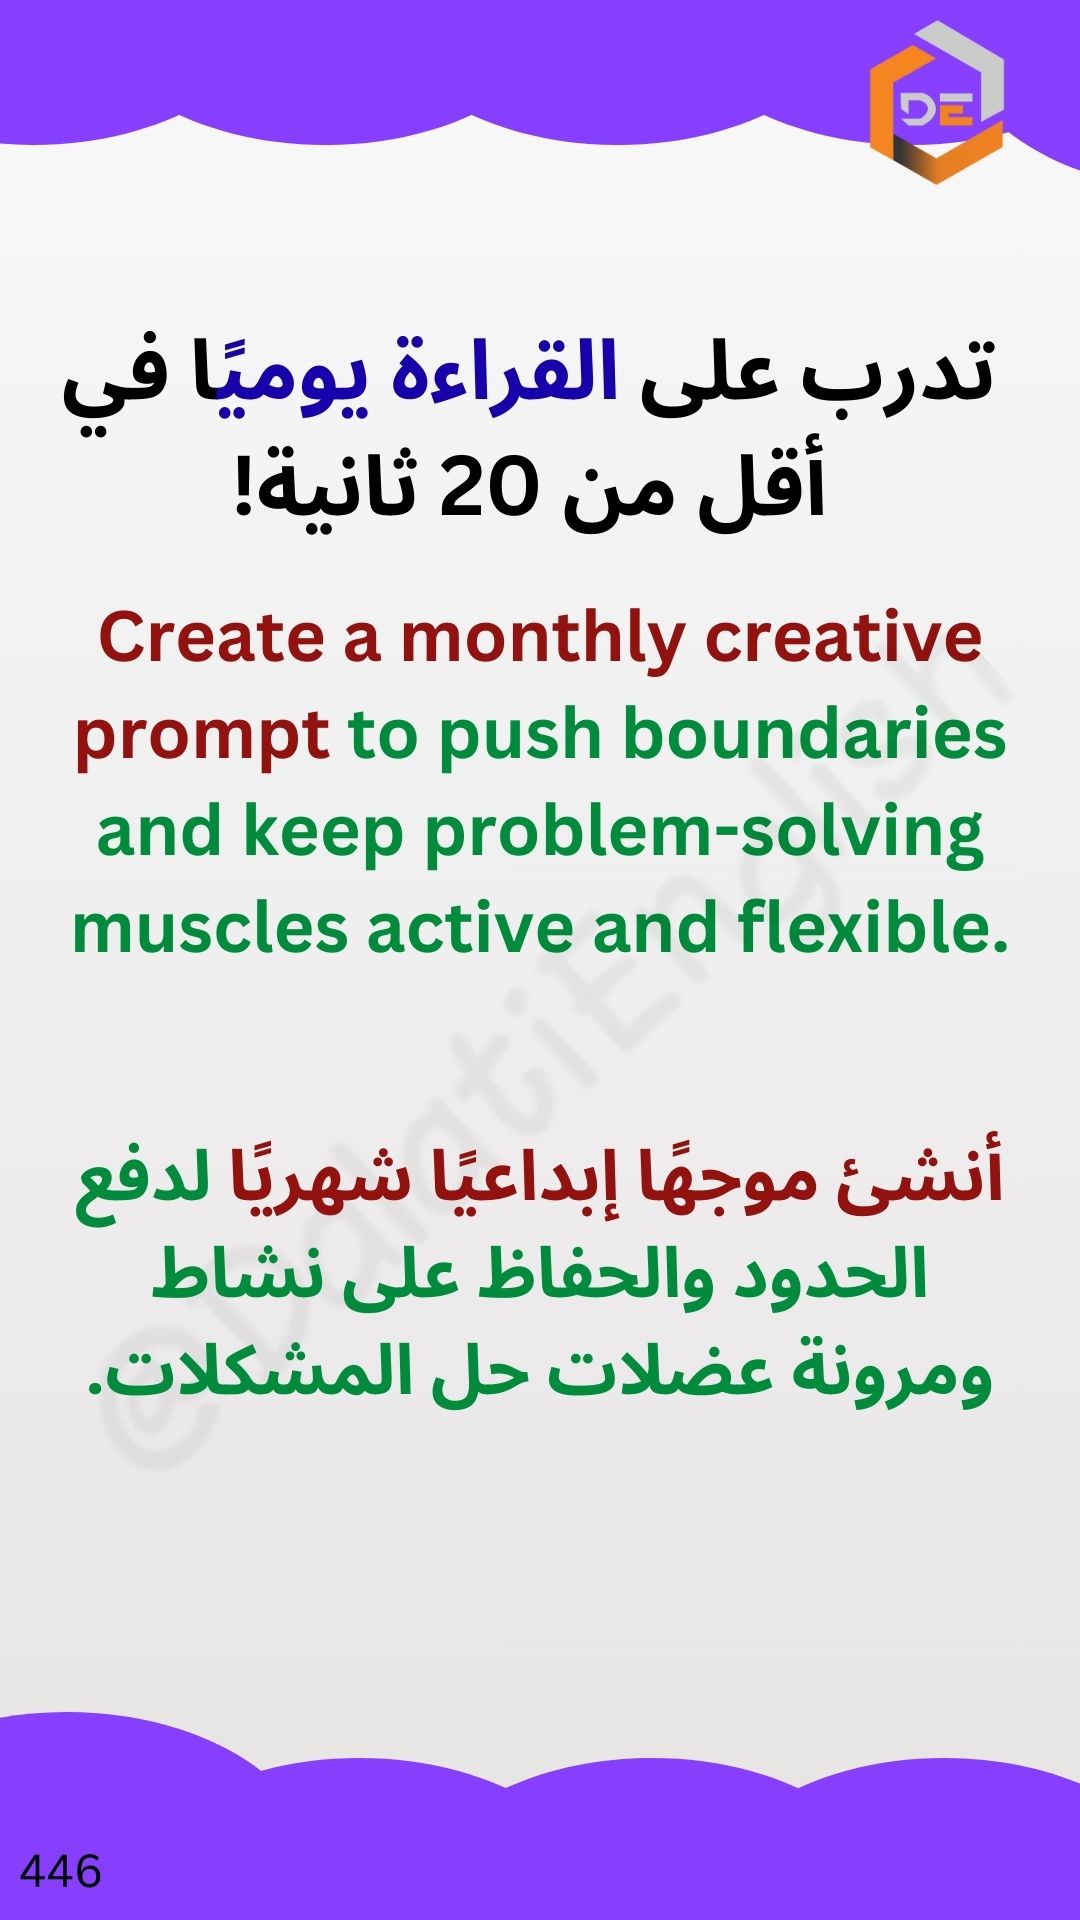 DE
تدرب على القراءة يوميًا في
أقل من 20 ثانية!
Create a monthly creative
prompt to push boundaries
and keep problem-solving
muscles active and flexible.
أنشئ موجهًا إبداعيًا شهريًا لدفع
الحدود والحفاظ على نشاط
ومرونة عضلات حل المشكلات.
@Dalati English
446